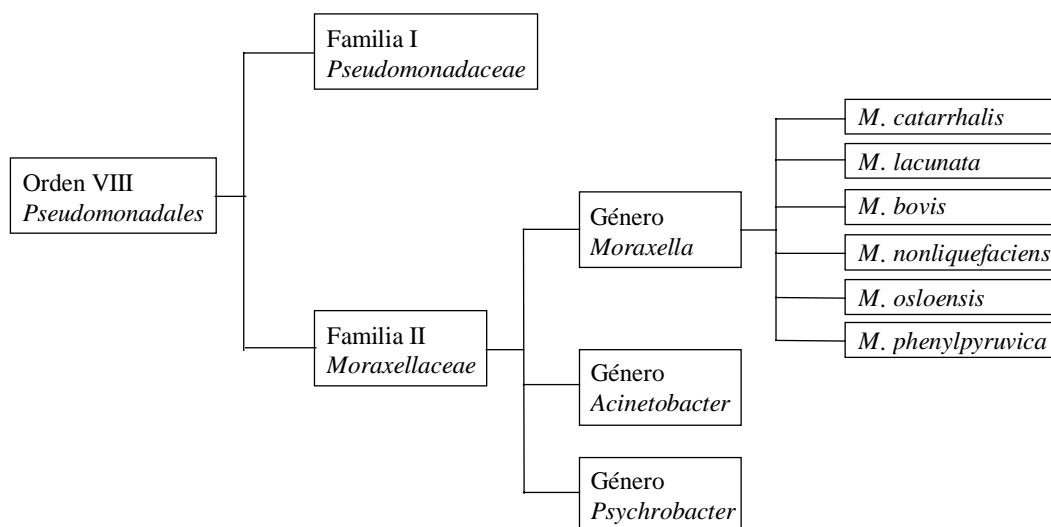 Orden VIII
Pseudomonadales
Familia I
Pseudomonadaceae
Familia II
Moraxellaceae
Género
Moraxella
Género
Acinetobacter
Género
Psychrobacter
M. catarrhalis
M. lacunata
M. bovis
M. nonliquefaciens
M. osloensis
M. phenylpyruvica